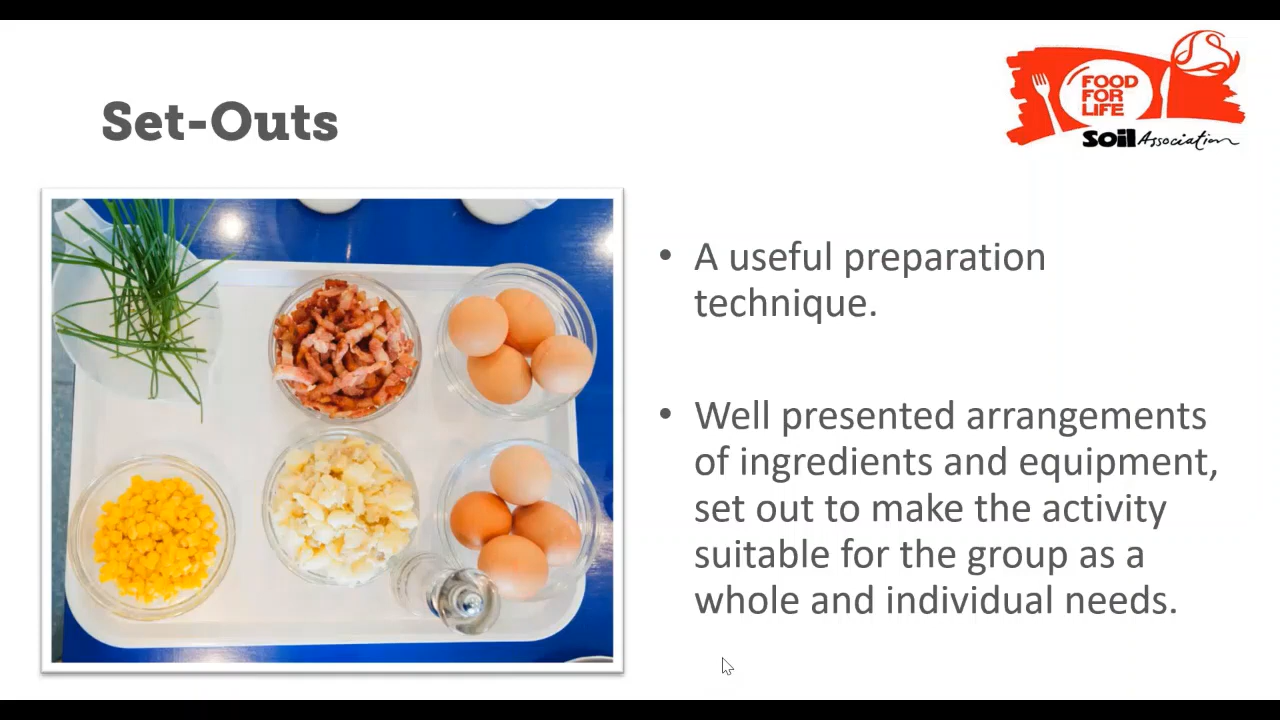 Set-Outs
FOOD
FOR
LIFE
Soil Association
• A useful preparation
technique.
• Well presented arrangements
of ingredients and equipment,
set out to make the activity
suitable for the group as a
whole and individual needs.